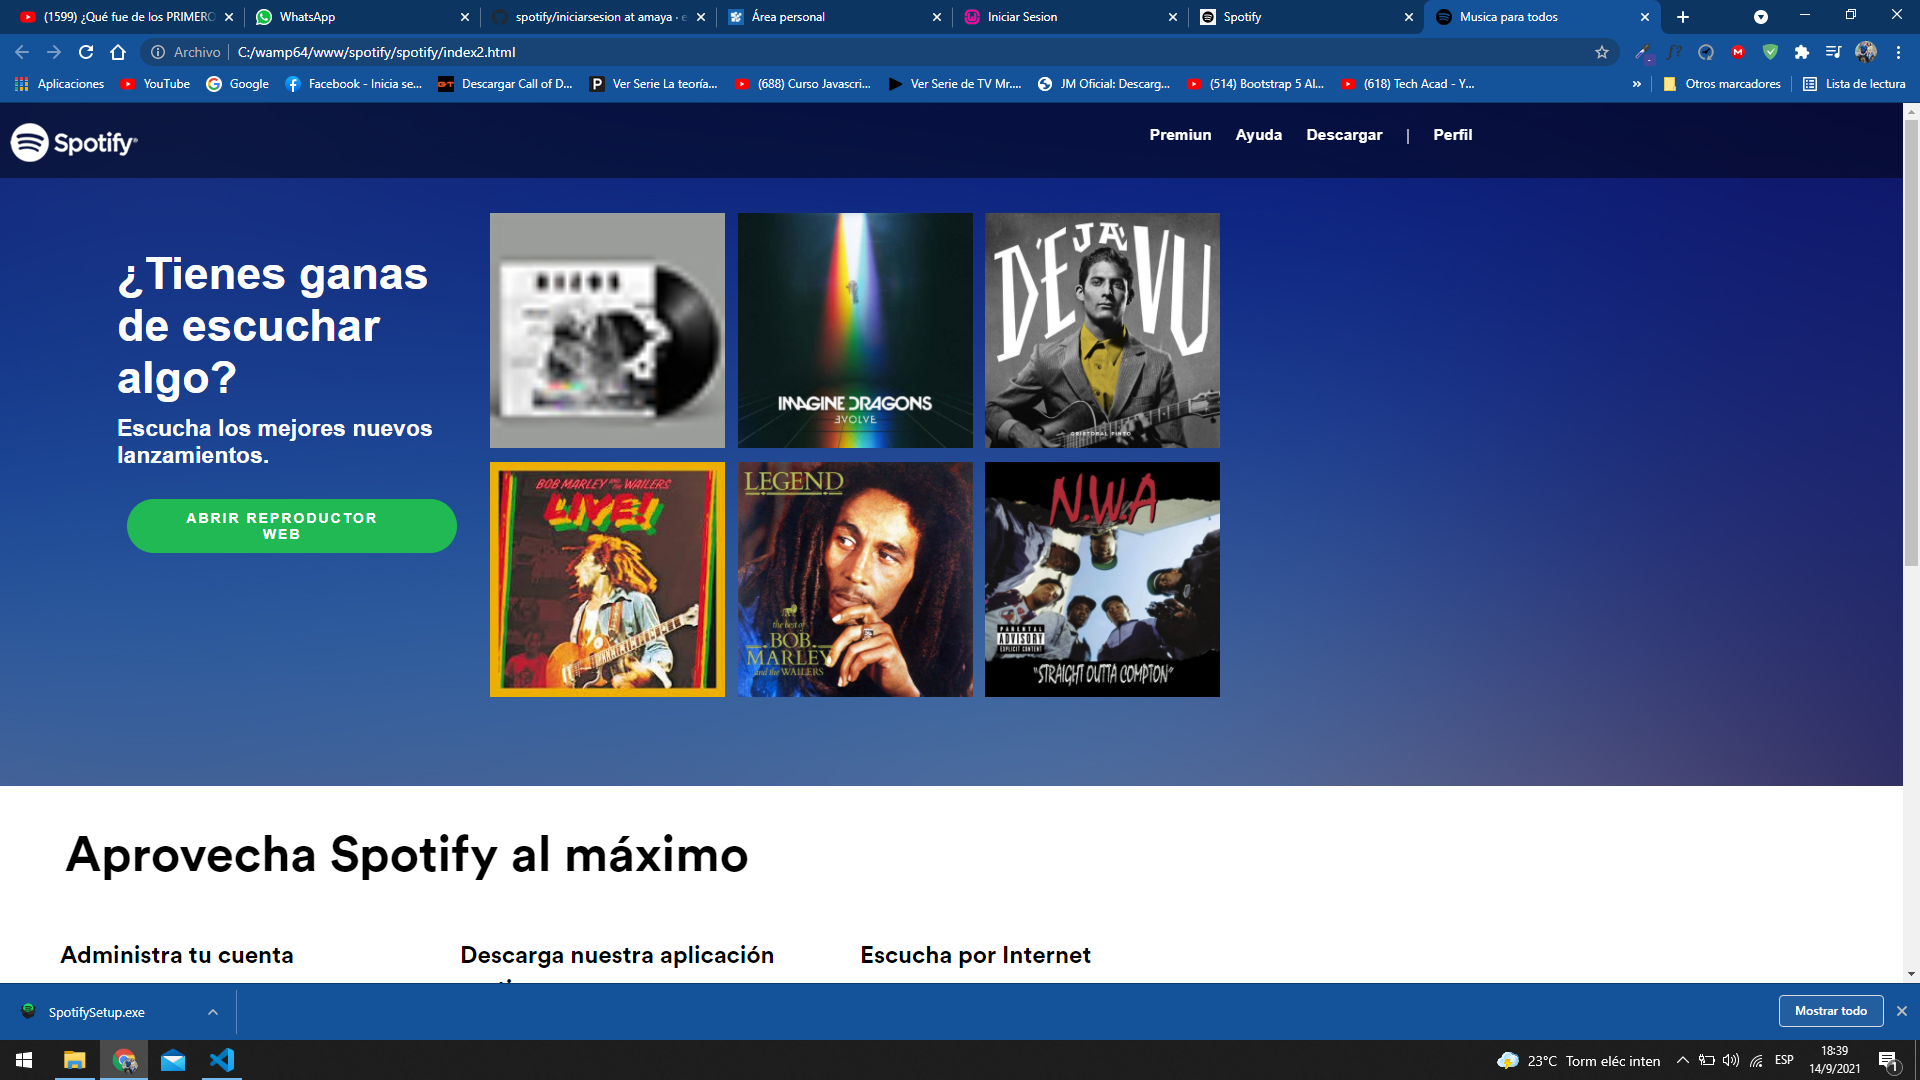 (1599) ¿Qué fue de los PRIMERO
WhatsApp
spotify/iniciarsesion at amaya · e
Área personal
Iniciar Sesion
Spotify
Musica para todos
Archivo
C:/wamp64/www/spotify/spotify/index2.html
Aplicaciones
YouTube
Google
Facebook - Inicia se...
Descargar Call of D...
Ver Serie La teoría...
(688) Curso Javascri...
Ver Serie de TV Mr....
JM Oficial: Descarg...
(514) Bootstrap 5 Al...
(618) Tech Acad - Y...
»
Otros marcadores
Lista de lectura
Spotify®
Premiun
Ayuda
Descargar
|
Perfil
¿Tienes ganas
de escuchar
algo?
Escucha los mejores nuevos
lanzamientos.
ABRIR REPRODUCTOR
WEB
IMAGINE DRAGONS
EVOLVE
DÉJÀ VU
CRISTOBAL PINTO
BOB MARLEY AND THE WAILERS
LIVE!
LEGEND
the best of
BOB
MARLEY
and the WAILERS
N.W.A
PARENTAL
ADVISORY
EXPLICIT CONTENT
"STRAIGHT OUTTA COMPTON"
Aprovecha Spotify al máximo
Administra tu cuenta
Descarga nuestra aplicación
Escucha por Internet
SpotifySetup.exe
Mostrar todo
23°C Torm eléc inten
ESP
18:39
14/9/2021
1